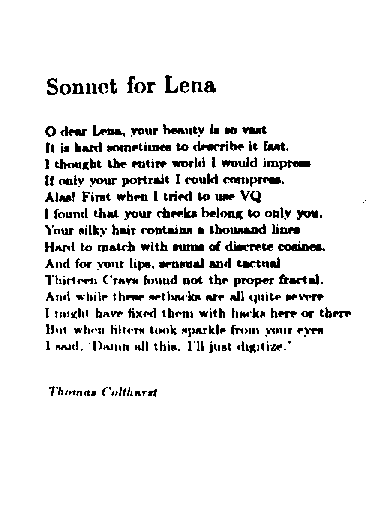 Sonnet for Lena
O dear Lena, your beauty is so vast
It is hard sometimes to describe it fast.
I thought the entire world I would impress
If only your portrait I could compress.
Alas! First when I tried to use VQ
I found that your cheeks belong to only you.
Your silky hair contains a thousand lines
Hard to match with sums of discrete cosines.
And for your lips, sensual and tactual
Thirteen Crays found not the proper fractal.
And while these setbacks are all quite severe
I might have fixed them with hacks here or there
But when filters took sparkle from your eyes
I said, 'Damn all this. I'll just digitize.'
Thomas Colthurst